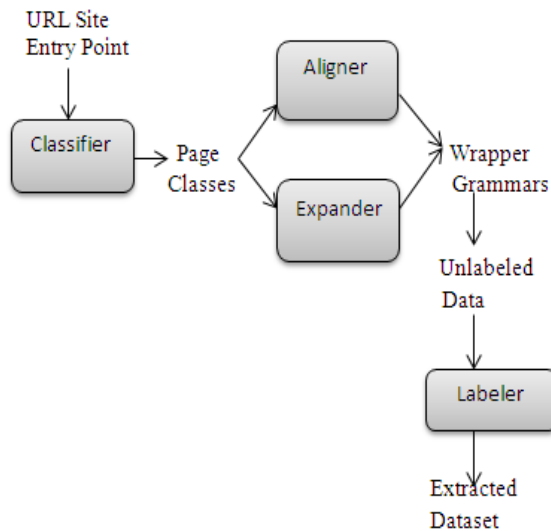 URL Site
Entry Point
Classifier
Page
Classes
Aligner
Expander
Wrapper
Grammars
Unlabeled
Data
Labeler
Extracted
Dataset